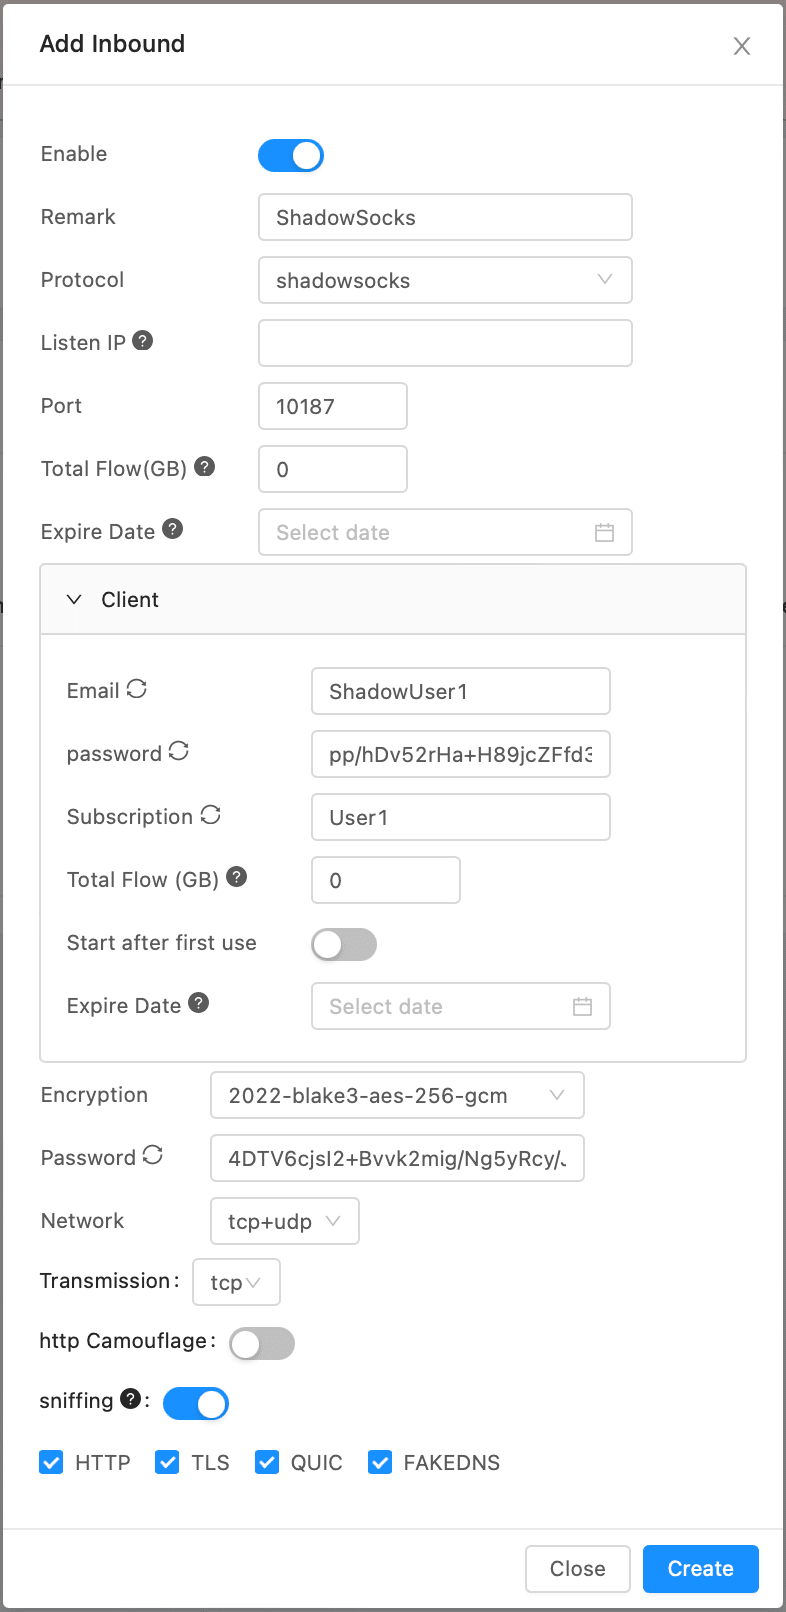 Add Inbound
Enable
Remark ShadowSocks
Protocol shadowsocks
Listen IP ?
Port 10187
Total Flow(GB) ? 0
Expire Date ? Select date
Client
Email ShadowUser1
password pp/hDv52rHa+H89jcZFfd3
Subscription User1
Total Flow (GB) ? 0
Start after first use
Expire Date ? Select date
Encryption 2022-blake3-aes-256-gcm
Password 4DTV6cjsI2+Bvvk2mig/Ng5yRcy/
Network tcp+udp
Transmission: tcp
http Camouflage:
sniffing ? :
HTTP TLS QUIC FAKEDNS
Close Create